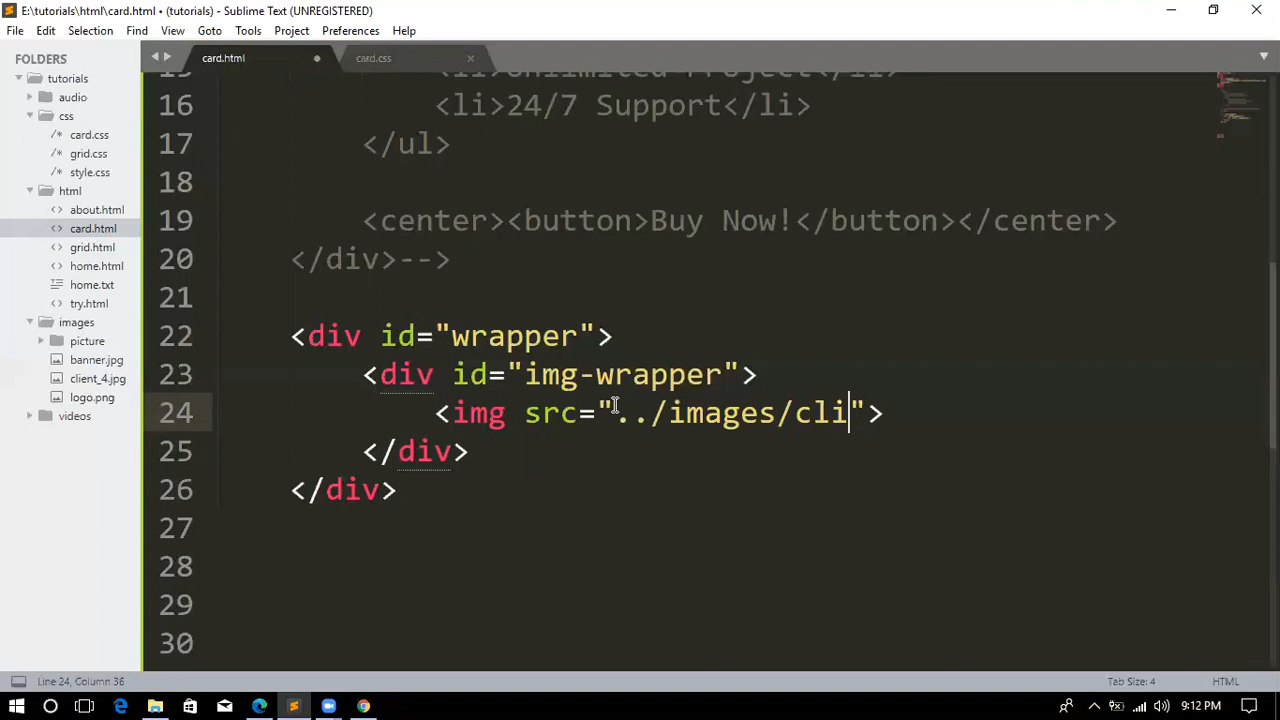 E:\tutorials\html\card.html • (tutorials) - Sublime Text (UNREGISTERED)
File Edit Selection Find View Goto Tools Project Preferences Help
FOLDERS
tutorials
audio
css
card.css
grid.css
style.css
html
about.html
card.html
grid.html
home.html
home.txt
try.html
images
picture
banner.jpg
client_4.jpg
logo.png
videos
card.html
card.css
15 <li>Unlimited Project</li>
16 <li>24/7 Support</li>
17 </ul>
18
19 <center><button>Buy Now!</button></center>
20 </div>-->
21
22 <div id="wrapper">
23 <div id="img-wrapper">
24 <img src="../images/cli">
25 </div>
26 </div>
27
28
29
30
Line 24, Column 36
Tab Size: 4
HTML
9:12 PM